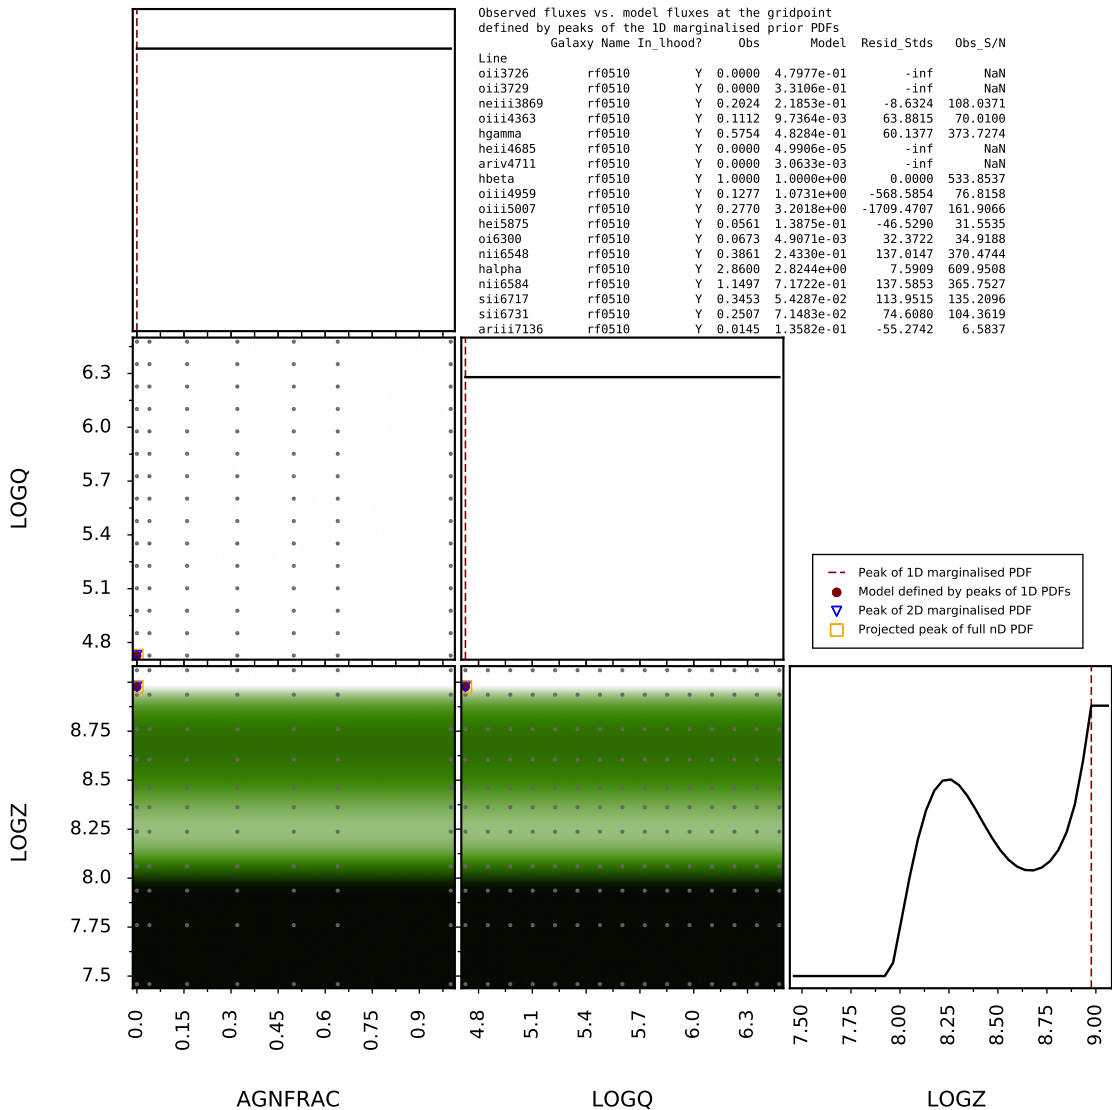 Observed fluxes vs. model fluxes at the gridpoint
defined by peaks of the 1D marginalised prior PDFs
Galaxy Name In_lhood? Obs Model Resid_Stds Obs_S/N
Line
oii3726 rf0510 Y 0.0000 4.7977e-01 -inf NaN
oii3729 rf0510 Y 0.0000 3.3106e-01 -inf NaN
neiii3869 rf0510 Y 0.2024 2.1853e-01 -8.6324 108.0371
oiii4363 rf0510 Y 0.1112 9.7364e-03 63.8815 70.0100
hgamma rf0510 Y 0.5754 4.8284e-01 60.1377 373.7274
heii4685 rf0510 Y 0.0000 4.9906e-05 -inf NaN
ariv4711 rf0510 Y 0.0000 3.0633e-03 -inf NaN
hbeta rf0510 Y 1.0000 1.0000e+00 0.0000 533.8537
oiii4959 rf0510 Y 0.1277 1.0731e+00 -568.5854 76.8158
oiii5007 rf0510 Y 0.2770 3.2018e+00 -1709.4707 161.9066
hei5875 rf0510 Y 0.0561 1.3875e-01 -46.5290 31.5535
oi6300 rf0510 Y 0.0673 4.9071e-03 32.3722 34.9188
nii6548 rf0510 Y 0.3861 2.4330e-01 137.0147 370.4744
halpha rf0510 Y 2.8600 2.8244e+00 7.5909 609.9508
nii6584 rf0510 Y 1.1497 7.1722e-01 137.5853 365.7527
sii6717 rf0510 Y 0.3453 5.4287e-02 113.9515 135.2096
sii6731 rf0510 Y 0.2507 7.1483e-02 74.6080 104.3619
ariii7136 rf0510 Y 0.0145 1.3582e-01 -55.2742 6.5837
6.3
6.0
5.7
5.4
5.1
4.8
LOGQ
Peak of 1D marginalised PDF
Model defined by peaks of 1D PDFs
Peak of 2D marginalised PDF
Projected peak of full nD PDF
8.75
8.5
8.25
8.0
7.75
7.5
LOGZ
0.0 0.15 0.3 0.45 0.6 0.75 0.9
4.8 5.1 5.4 5.7 6.0 6.3
7.50 7.75 8.00 8.25 8.50 8.75 9.00
AGNFRAC LOGQ LOGZ